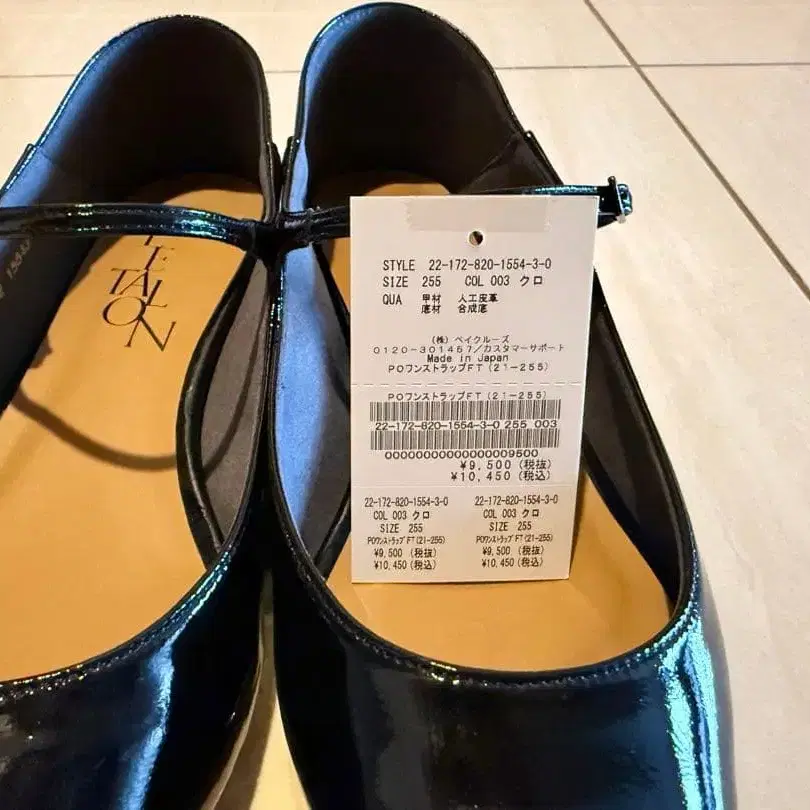 LE
TALON
STYLE 22-172-820-1554-3-0
SIZE 255 COL 003 クロ
QUA 甲材 人工皮革
底材 合成底
(株) ベイクルーズ
0120-301457/カスタマーサポート
Made in Japan
POワンストラップFT(21-255)
POワンストラップFT(21-255)
22-172-820-1554-3-0 255 003
00000000000000009500
¥9,500 (税抜)
¥10,450 (税込)
22-172-820-1554-3-0
COL 003 クロ
SIZE 255
POワンストラップFT(21-255)
¥9,500 (税抜)
¥10,450 (税込)
22-172-820-1554-3-0
COL 003 クロ
SIZE 255
POワンストラップFT(21-255)
¥9,500 (税抜)
¥10,450 (税込)